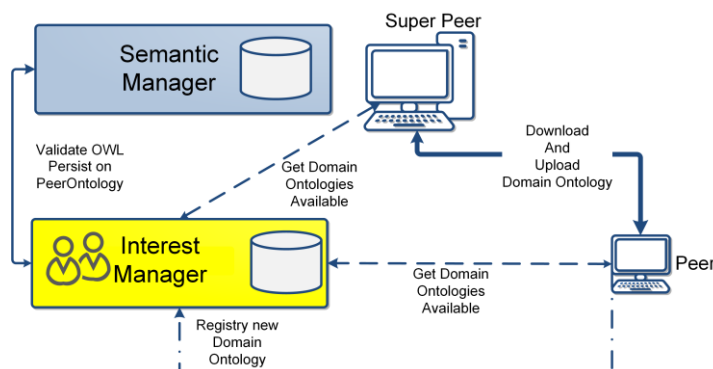 Super Peer
Semantic
Manager
Validate OWL
Persist on
PeerOntology
Get Domain
Ontologies
Available
Download
And
Upload
Domain Ontology
Interest
Manager
Get Domain
Ontologies
Available
Peer
Registry new
Domain
Ontology